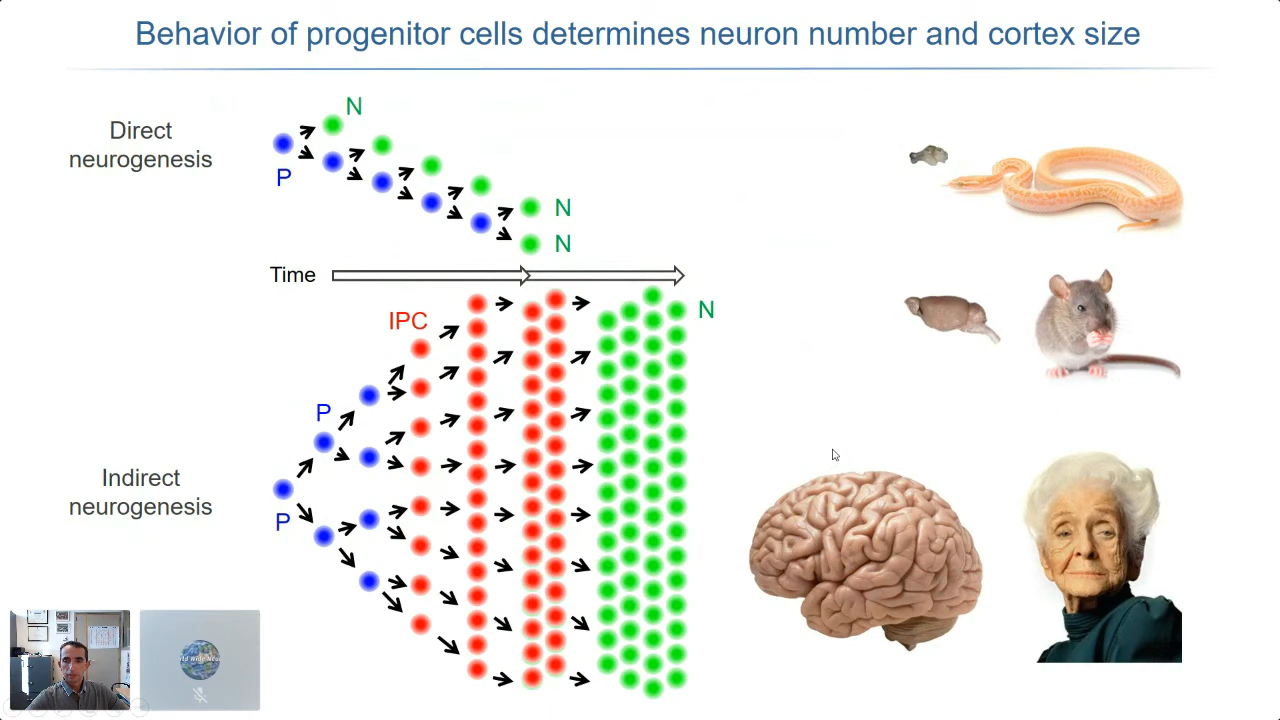 Behavior of progenitor cells determines neuron number and cortex size
Direct
neurogenesis
N
P
N
N
Time
IPC
N
P
Indirect
neurogenesis
P